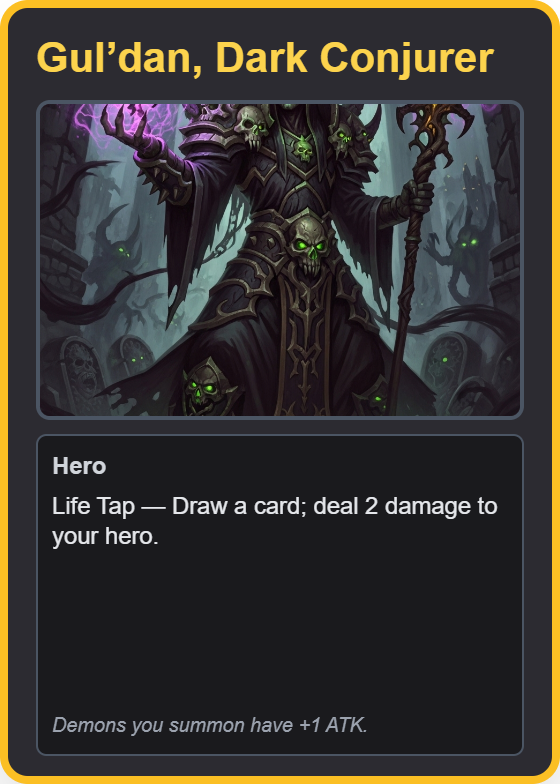 Gul’dan, Dark Conjurer
Hero
Life Tap — Draw a card; deal 2 damage to
your hero.
Demons you summon have +1 ATK.